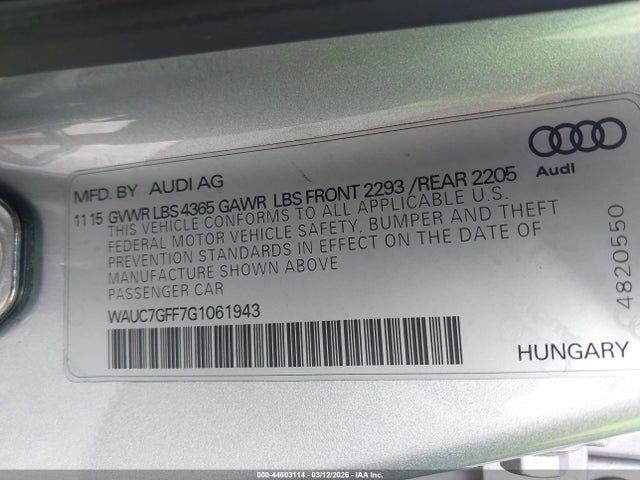 MFD. BY AUDI AG
11 15 GVWR LBS 4365 GAWR LBS FRONT 2293 /REAR 2205
THIS VEHICLE CONFORMS TO ALL APPLICABLE U.S.
FEDERAL MOTOR VEHICLE SAFETY, BUMPER AND THEFT
PREVENTION STANDARDS IN EFFECT ON THE DATE OF
MANUFACTURE SHOWN ABOVE
PASSENGER CAR
WAUC7GFF7G1061943
Audi
4820550
HUNGARY
000-44603114 - 03/12/2026 - IAA Inc.